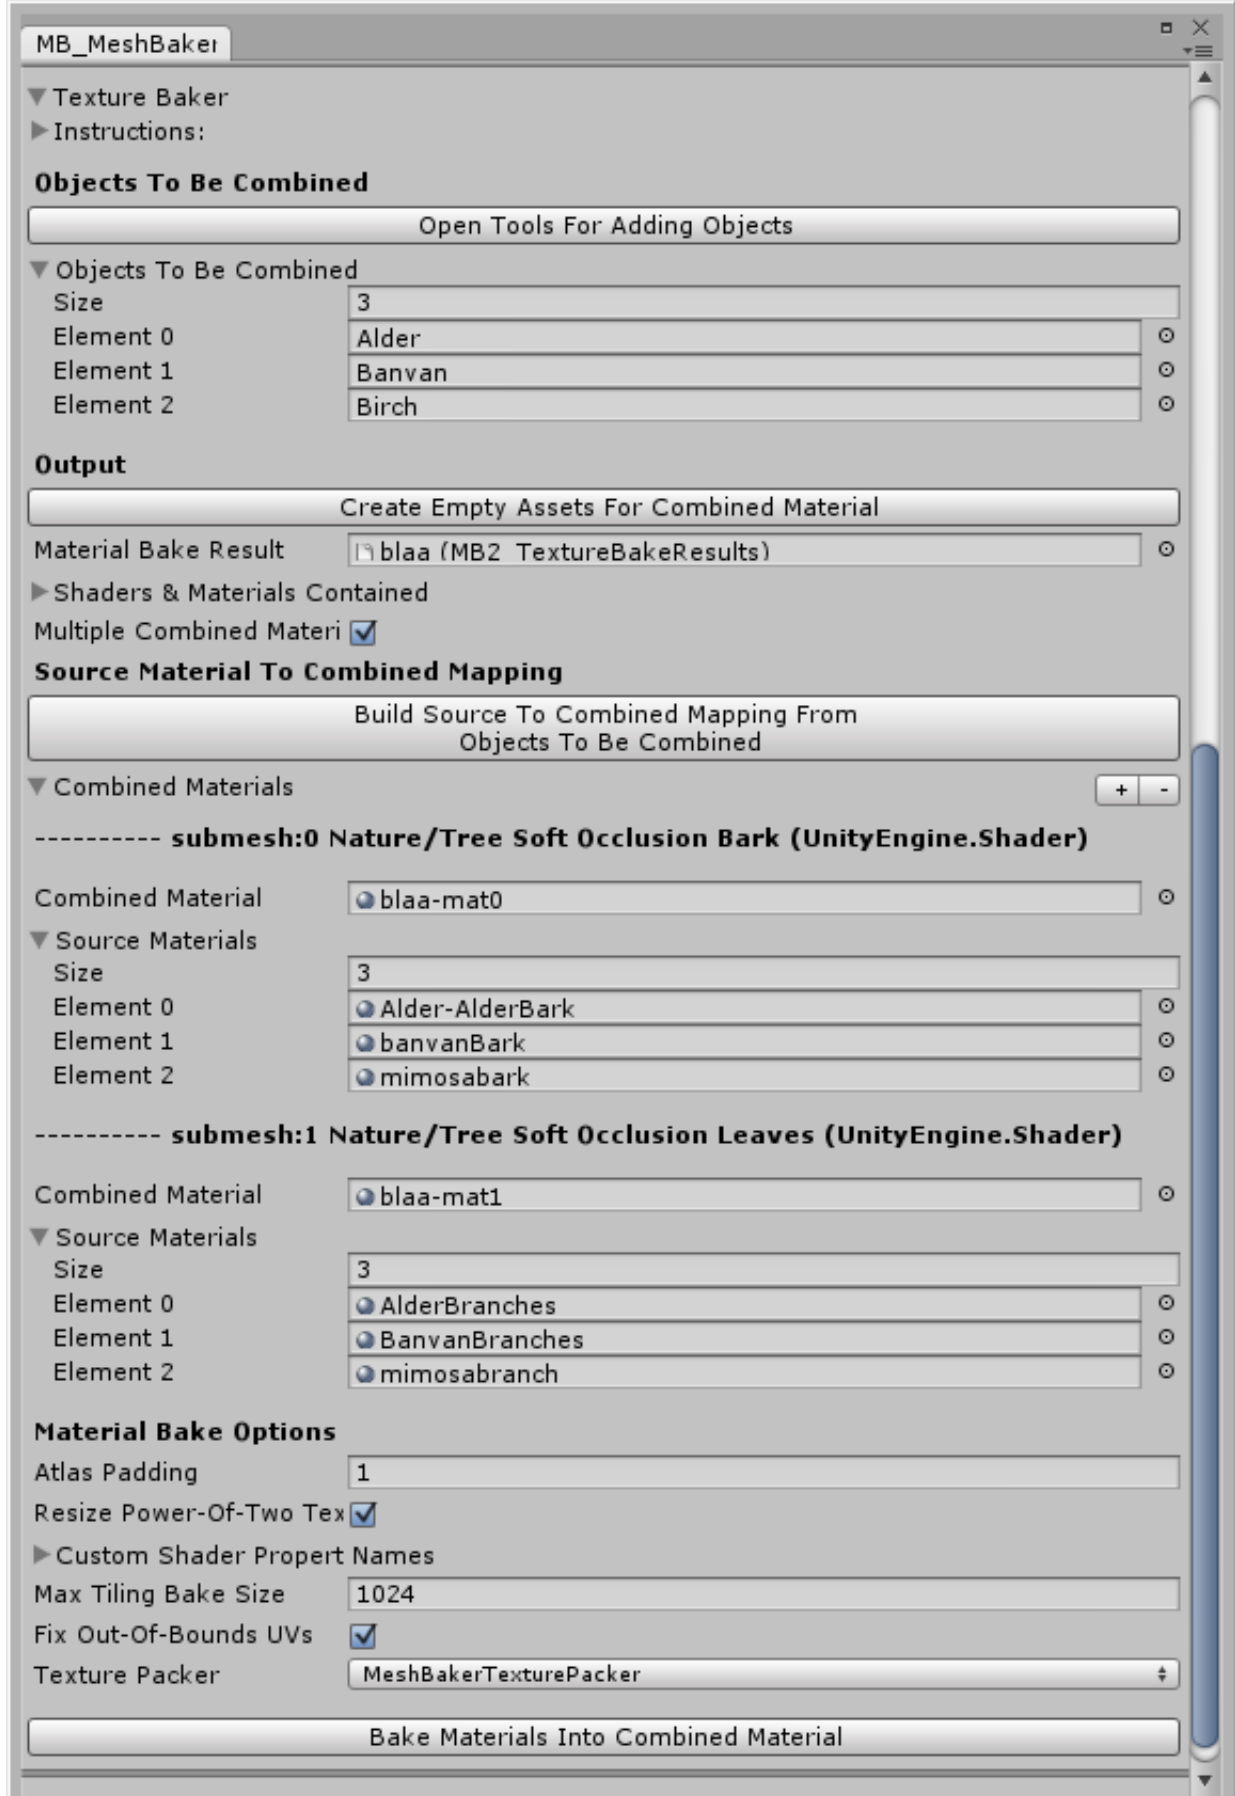 MB_MeshBaker
Texture Baker
Instructions:
Objects To Be Combined
Open Tools For Adding Objects
Objects To Be Combined
Size 3
Element 0 Alder
Element 1 Banyan
Element 2 Birch
Output
Create Empty Assets For Combined Material
Material Bake Result blaa (MB2_TextureBakeResults)
Shaders & Materials Contained
Multiple Combined Materi
Source Material To Combined Mapping
Build Source To Combined Mapping From
Objects To Be Combined
Combined Materials + -
---------- submesh:0 Nature/Tree Soft Occlusion Bark (UnityEngine.Shader)
Combined Material blaa-mat0
Source Materials
Size 3
Element 0 Alder-AlderBark
Element 1 banyanBark
Element 2 mimosabark
---------- submesh:1 Nature/Tree Soft Occlusion Leaves (UnityEngine.Shader)
Combined Material blaa-mat1
Source Materials
Size 3
Element 0 AlderBranches
Element 1 BanyanBranches
Element 2 mimosabranch
Material Bake Options
Atlas Padding 1
Resize Power-Of-Two Tex
Custom Shader Propert Names
Max Tiling Bake Size 1024
Fix Out-Of-Bounds UVs
Texture Packer MeshBakerTexturePacker
Bake Materials Into Combined Material